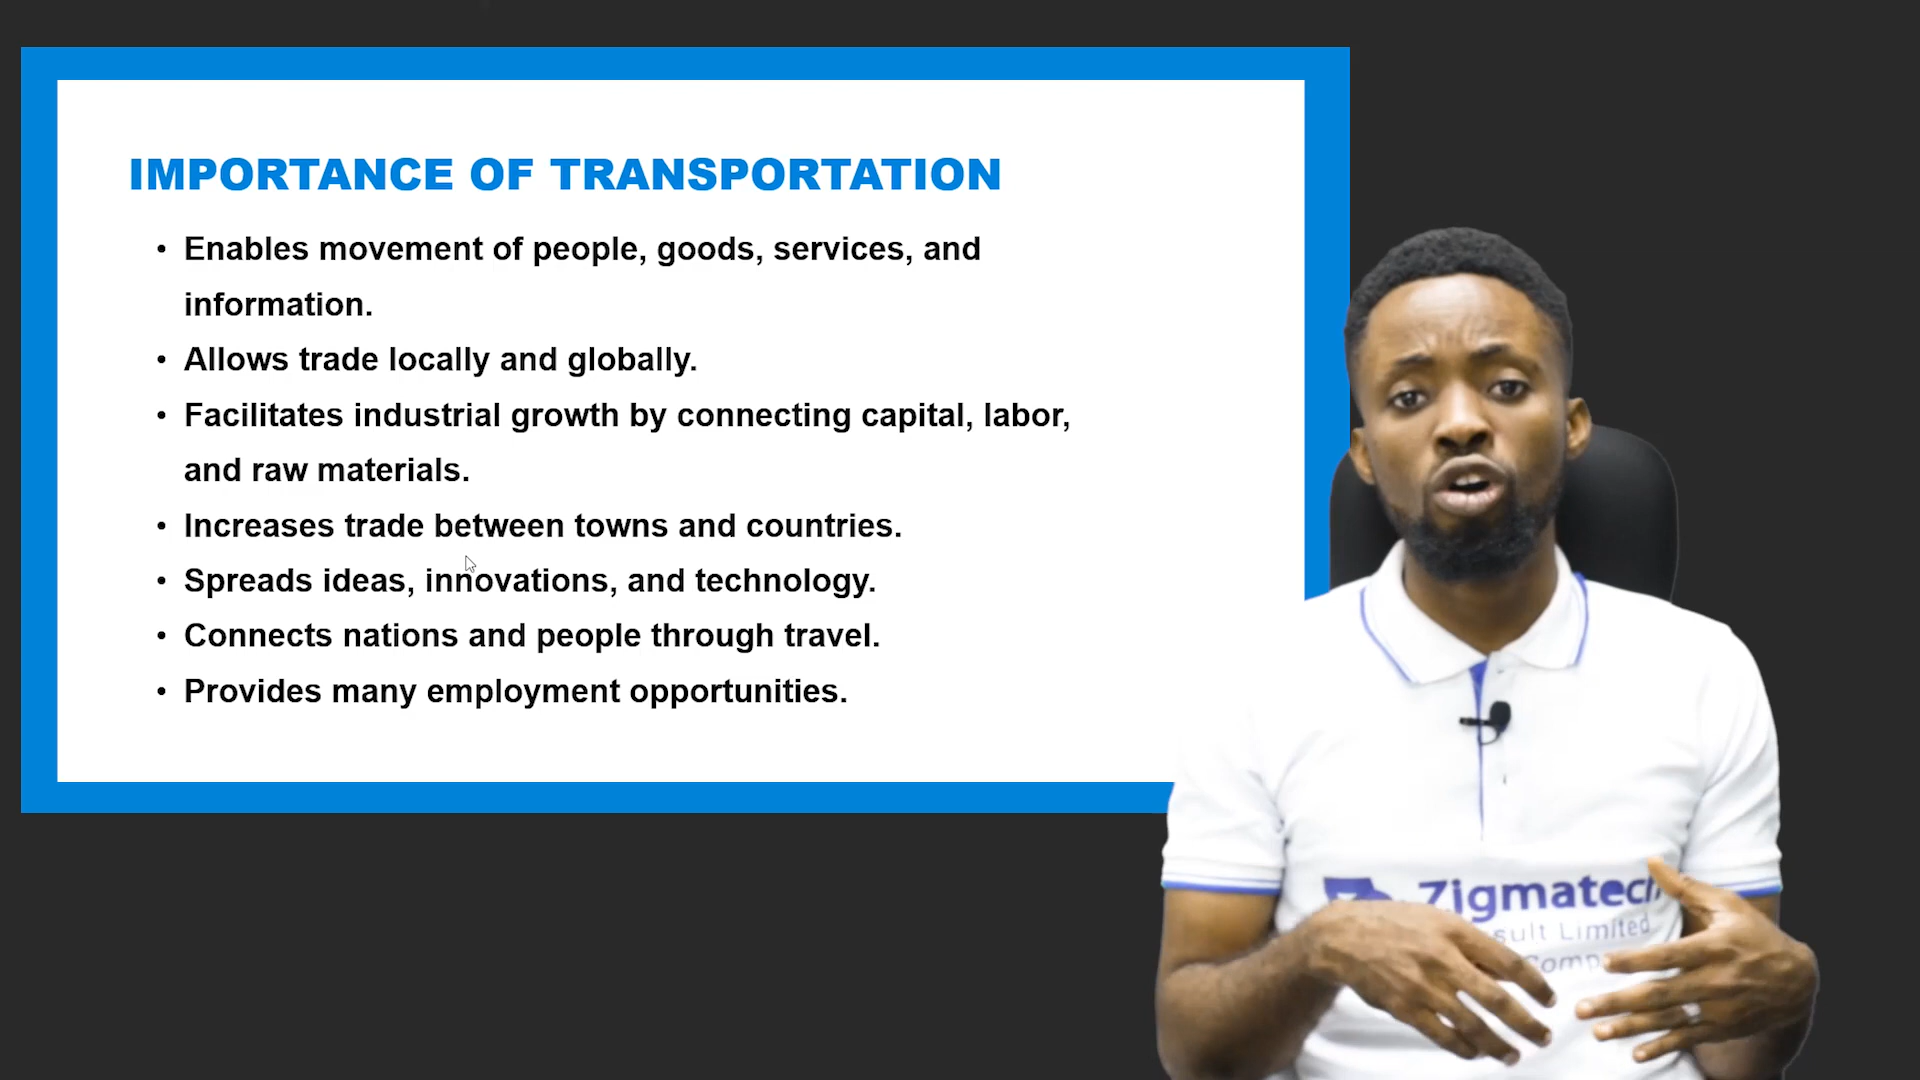 IMPORTANCE OF TRANSPORTATION
• Enables movement of people, goods, services, and
information.
• Allows trade locally and globally.
• Facilitates industrial growth by connecting capital, labor,
and raw materials.
• Increases trade between towns and countries.
• Spreads ideas, innovations, and technology.
• Connects nations and people through travel.
• Provides many employment opportunities.
Zigmatech
Limited